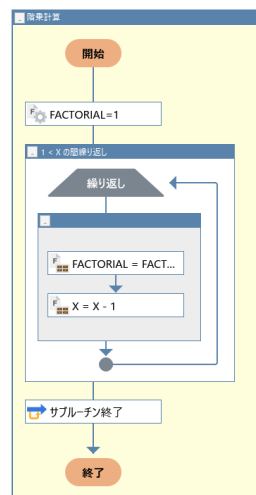 階乗計算
開始
FACTORIAL=1
1 < X の間繰り返し
繰り返し
FACTORIAL = FACT...
X = X - 1
サブルーチン終了
終了